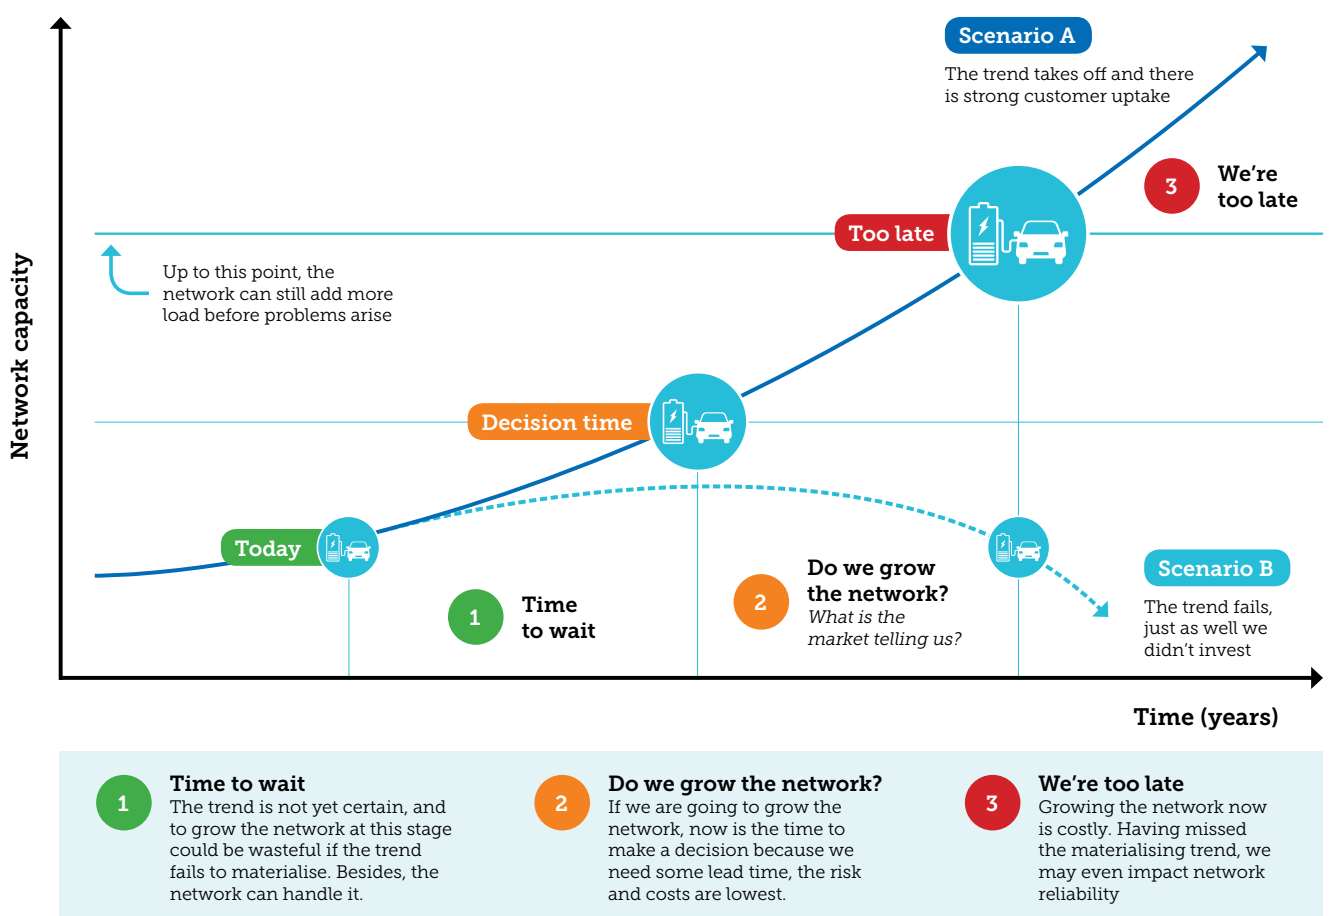 Scenario A
The trend takes off and there
is strong customer uptake
3
We’re
too late
Too late
Up to this point, the
network can still add more
load before problems arise
Network capacity
Decision time
Today
1
Time
to wait
2
Do we grow
the network?
What is the
market telling us?
Scenario B
The trend fails,
just as well we
didn’t invest
Time (years)
1
Time to wait
The trend is not yet certain, and
to grow the network at this stage
could be wasteful if the trend
fails to materialise. Besides, the
network can handle it.
2
Do we grow the network?
If we are going to grow the
network, now is the time to
make a decision because we
need some lead time, the risk
and costs are lowest.
3
We’re too late
Growing the network now
is costly. Having missed
the materialising trend, we
may even impact network
reliability